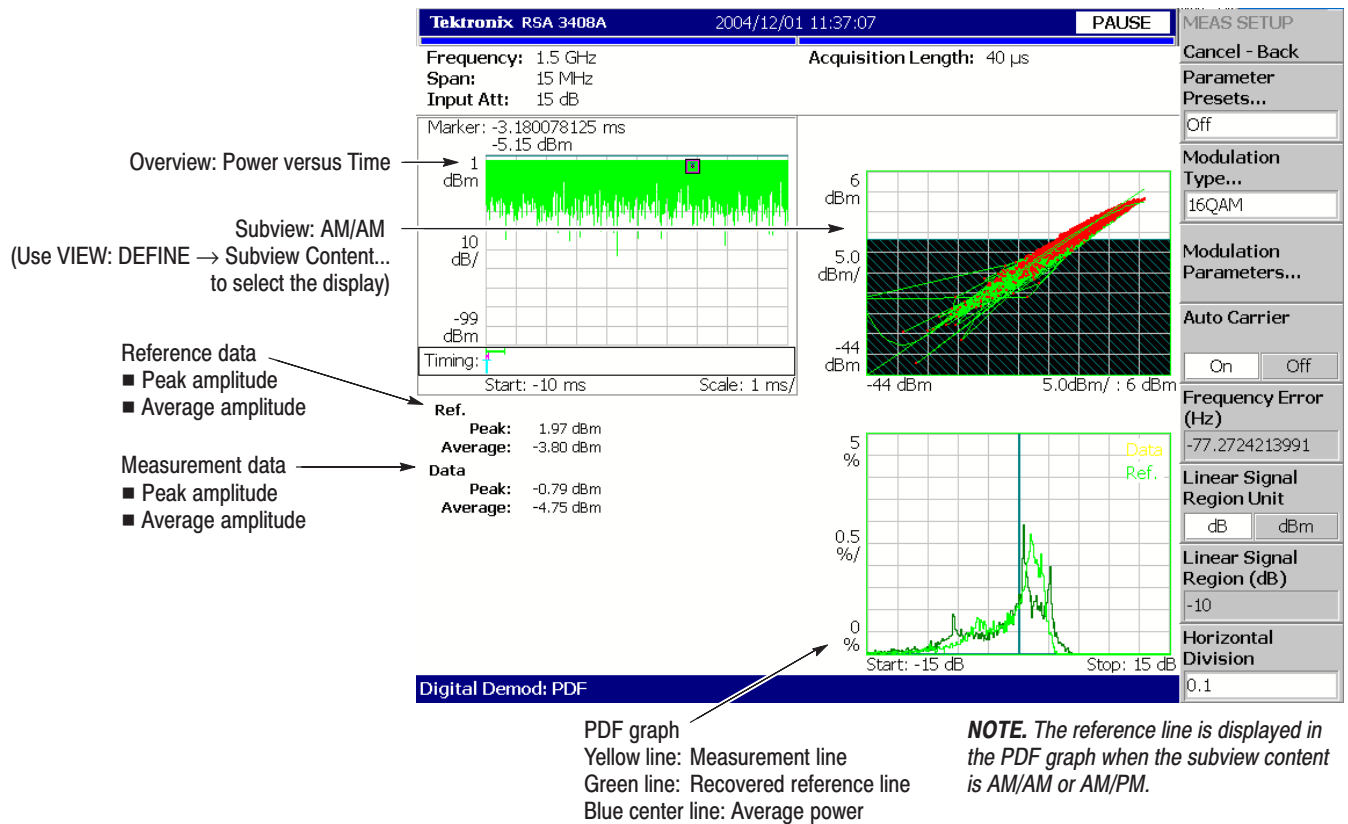 Tektronix RSA 3408A 2004/12/01 11:37:07 PAUSE
Frequency: 1.5 GHz
Span: 15 MHz
Input Att: 15 dB
Acquisition Length: 40 µs
Marker: -3.180078125 ms
-5.15 dBm
1
dBm
10
dB/
-99
dBm
Timing:
Start: -10 ms Scale: 1 ms/
6
dBm
5.0
dBm/
-44
dBm
-44 dBm 5.0dBm/ : 6 dBm
Ref.
Peak: 1.97 dBm
Average: -3.80 dBm
Data
Peak: -0.79 dBm
Average: -4.75 dBm
5
%
Data
Ref.
0.5
%/
0
%
Start: -15 dB Stop: 15 dB
Digital Demod: PDF
MEAS SETUP
Cancel - Back
Parameter
Presets...
Off
Modulation
Type...
16QAM
Modulation
Parameters...
Auto Carrier
On Off
Frequency Error
(Hz)
-77.2724213991
Linear Signal
Region Unit
dB dBm
Linear Signal
Region (dB)
-10
Horizontal
Division
0.1
Overview: Power versus Time
Subview: AM/AM
(Use VIEW: DEFINE → Subview Content...
to select the display)
Reference data
■ Peak amplitude
■ Average amplitude
Measurement data
■ Peak amplitude
■ Average amplitude
PDF graph
Yellow line: Measurement line
Green line: Recovered reference line
Blue center line: Average power
NOTE. The reference line is displayed in
the PDF graph when the subview content
is AM/AM or AM/PM.